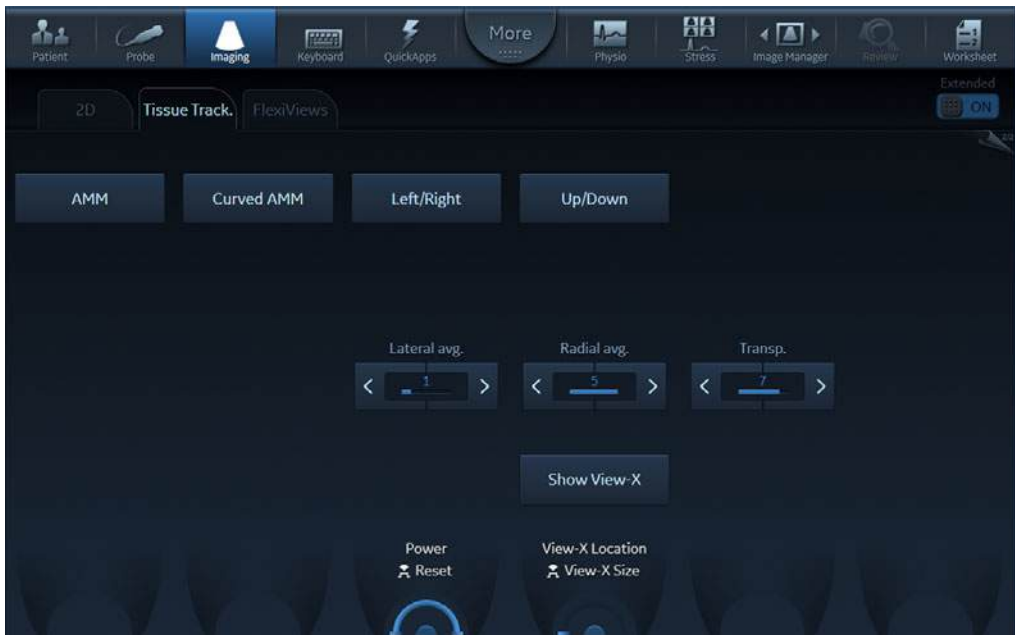 Patient
Probe
Imaging
Keyboard
QuickApps
More
Physio
Stress
Image Manager
Review
Worksheet
Extended
ON
2D
Tissue Track.
FlexiViews
2/2
AMM
Curved AMM
Left/Right
Up/Down
Lateral avg.
Radial avg.
Transp.
1
5
7
Show View-X
Power
Reset
View-X Location
View-X Size